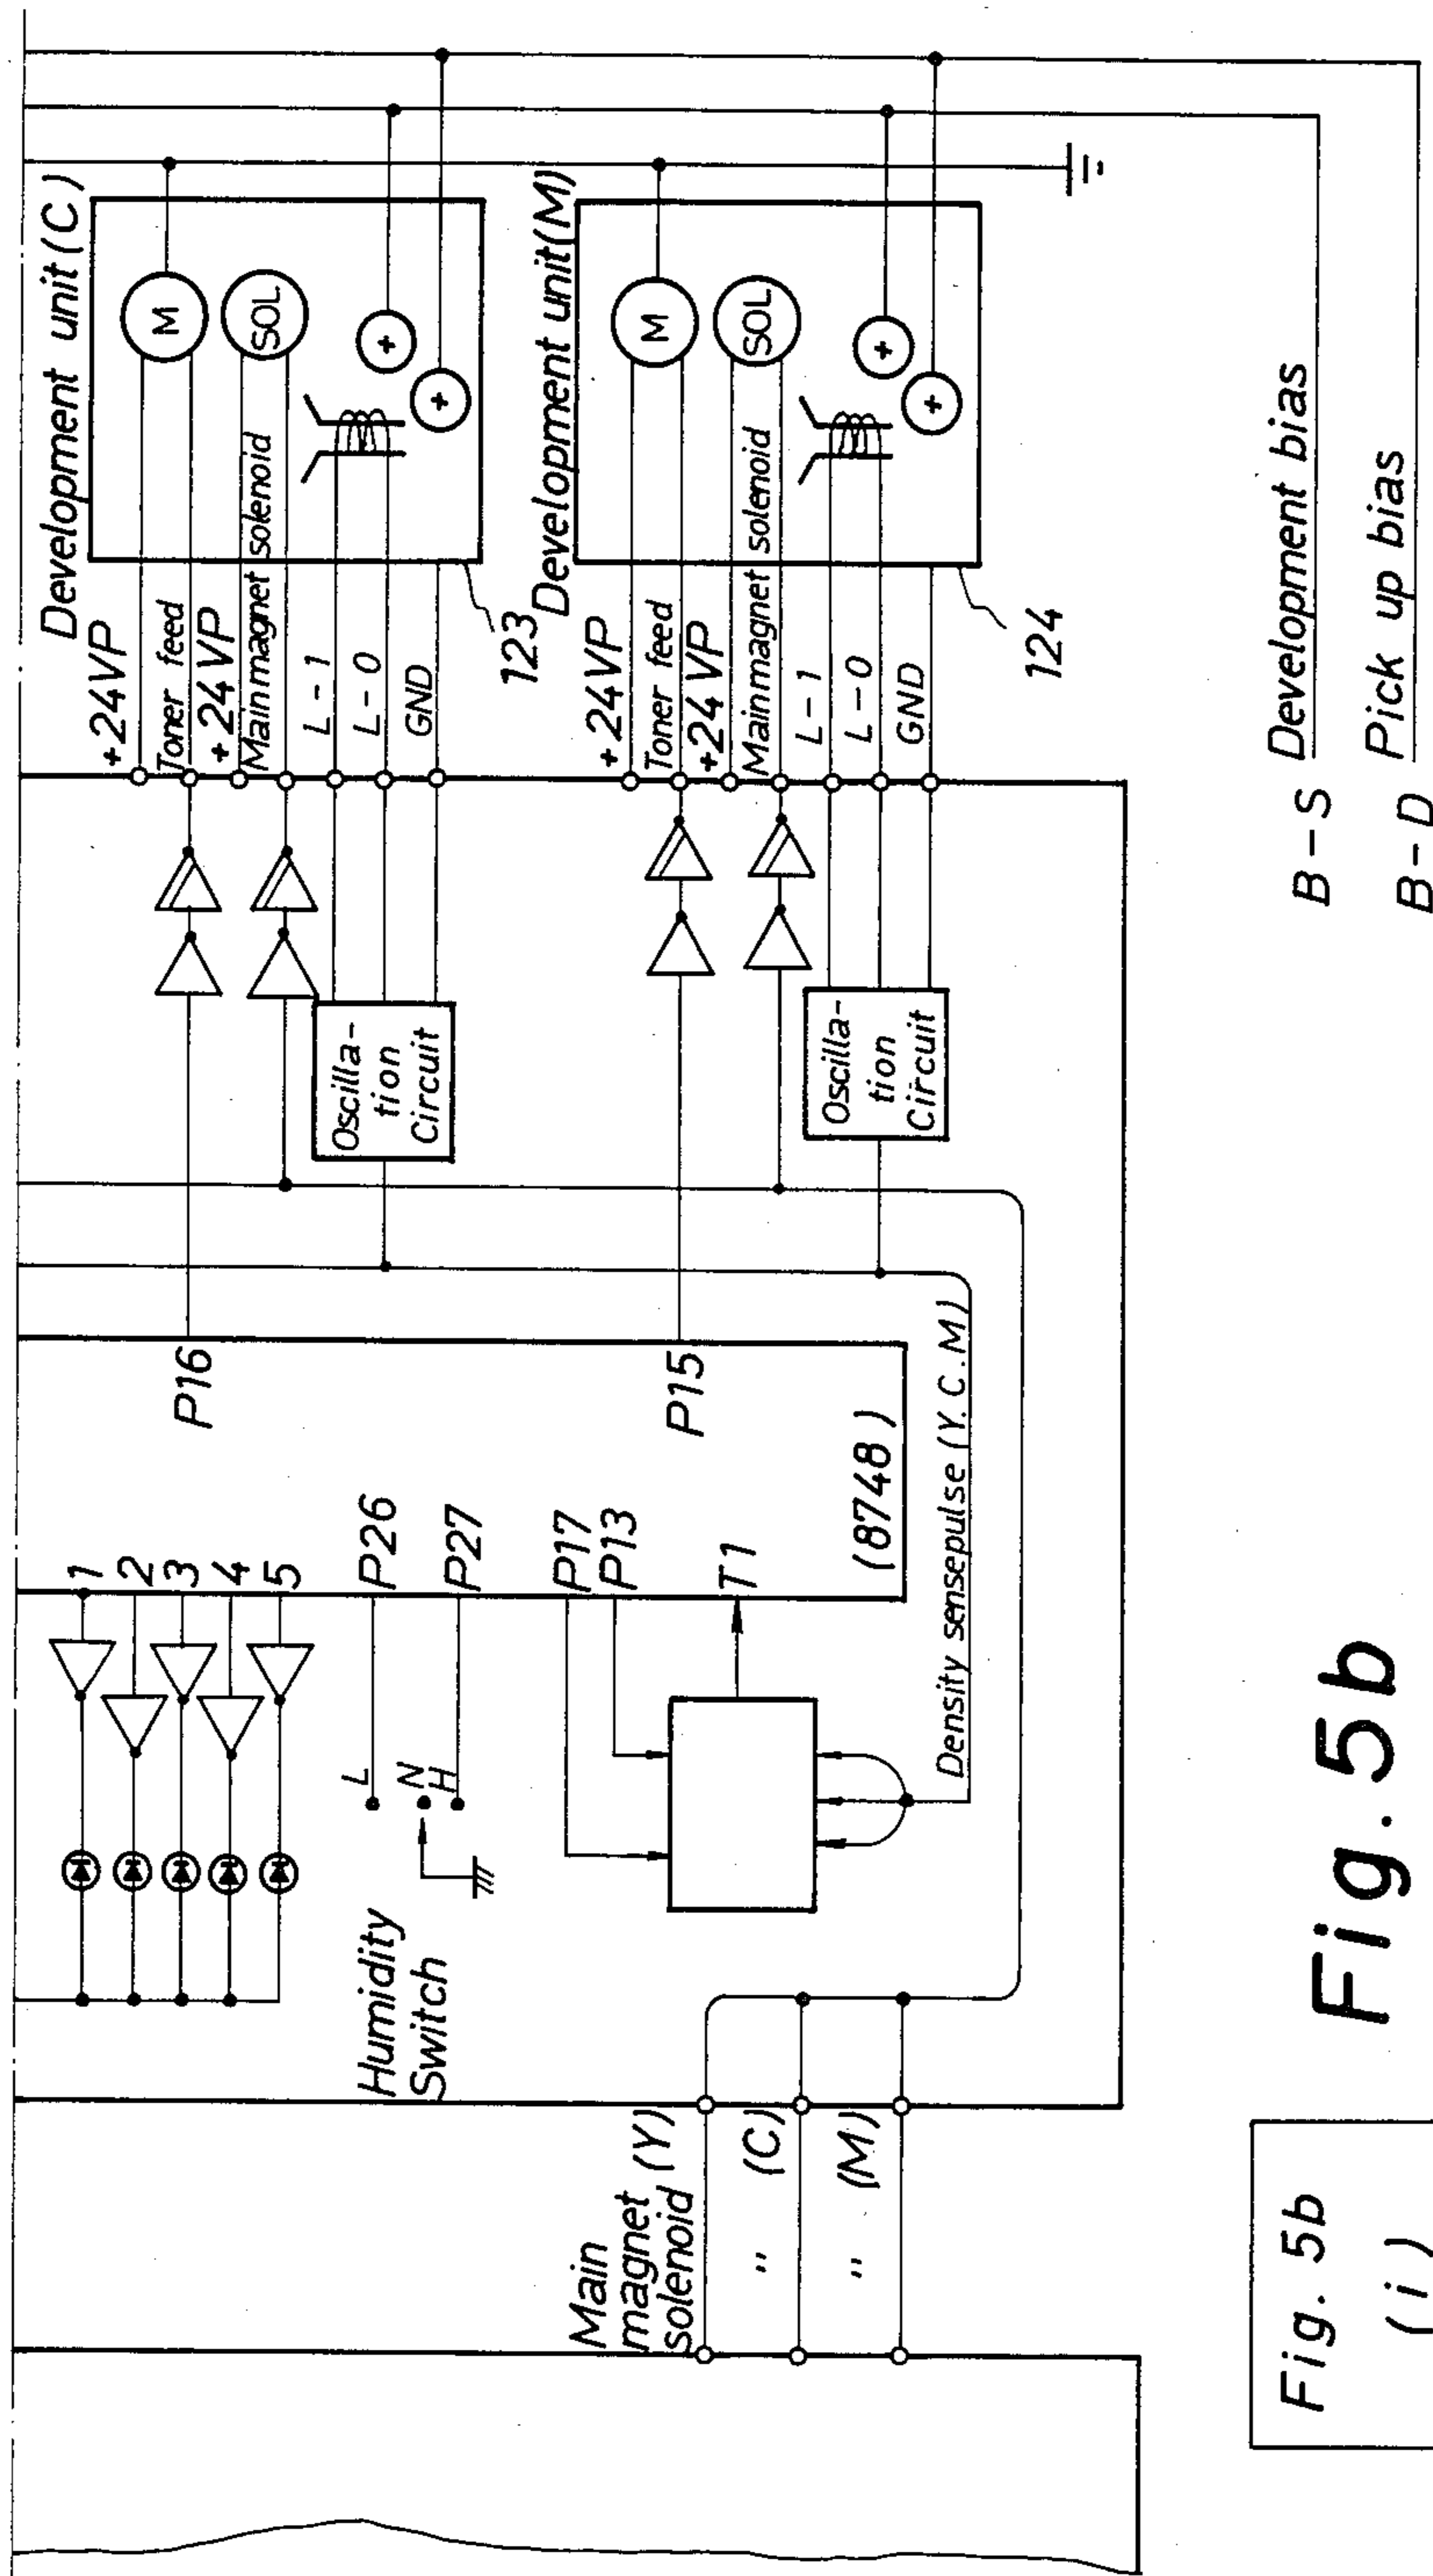 Development unit (C)
+24VP
Toner feed
+24VP
Main magnet solenoid
L-1
L-0
GND
M
SOL
+
+
123
Development unit (M)
+24VP
Toner feed
+24VP
Main magnet solenoid
L-1
L-0
GND
M
SOL
+
+
124
B-S Development bias
B-D Pick up bias
Oscilla-
tion
Circuit
Oscilla-
tion
Circuit
P16
P15
1
2
3
4
5
P26
P27
P17
P13
T1
(8748)
L
N
H
Humidity
Switch
Density sensepulse (Y. C. M)
Main
magnet
solenoid (Y)
" (C)
" (M)
Fig. 5b
Fig. 5b
(i)